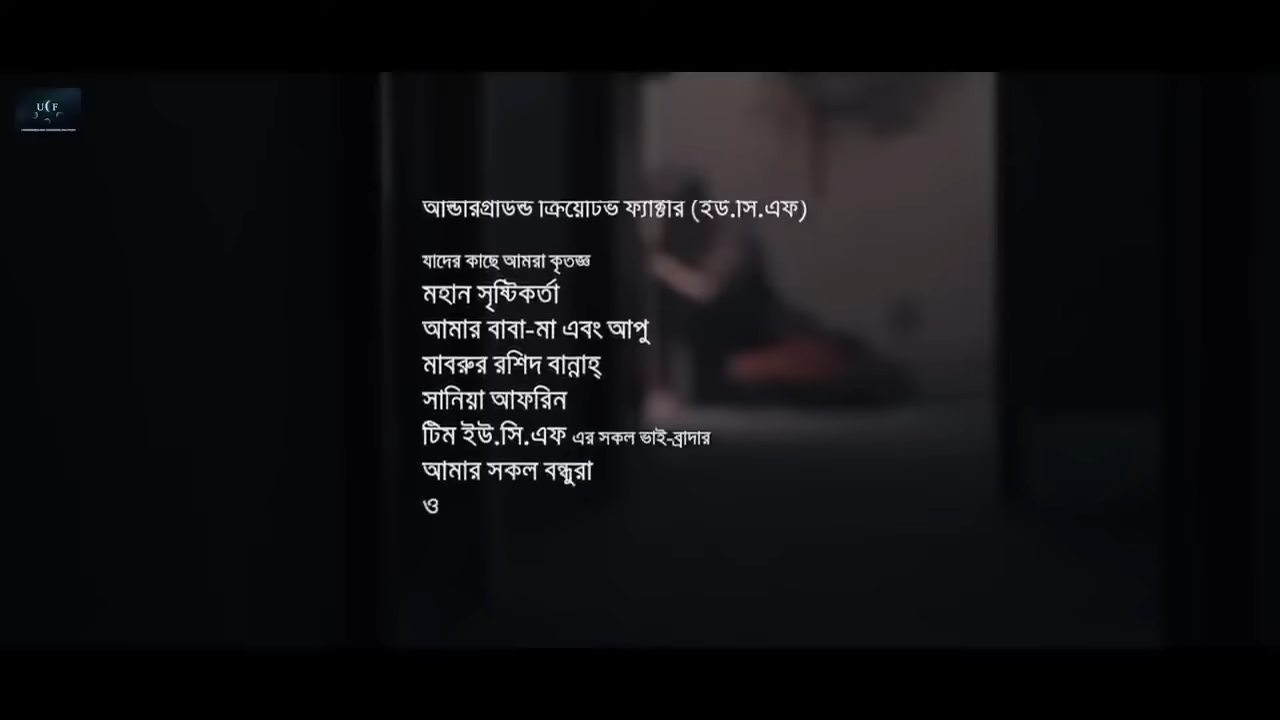 UCF
আন্ডারগ্রাউন্ড ক্রিয়েটিভ ফ্যাক্টরি (ইউ.সি.এফ)
যাদের কাছে আমরা কৃতজ্ঞ
মহান সৃষ্টিকর্তা
আমার বাবা-মা এবং আপু
মাবরুর রশিদ বান্নাহ্
সানিয়া আফরিন
টিম ইউ.সি.এফ এর সকল ভাই-ব্রাদার
আমার সকল বন্ধুরা
ও